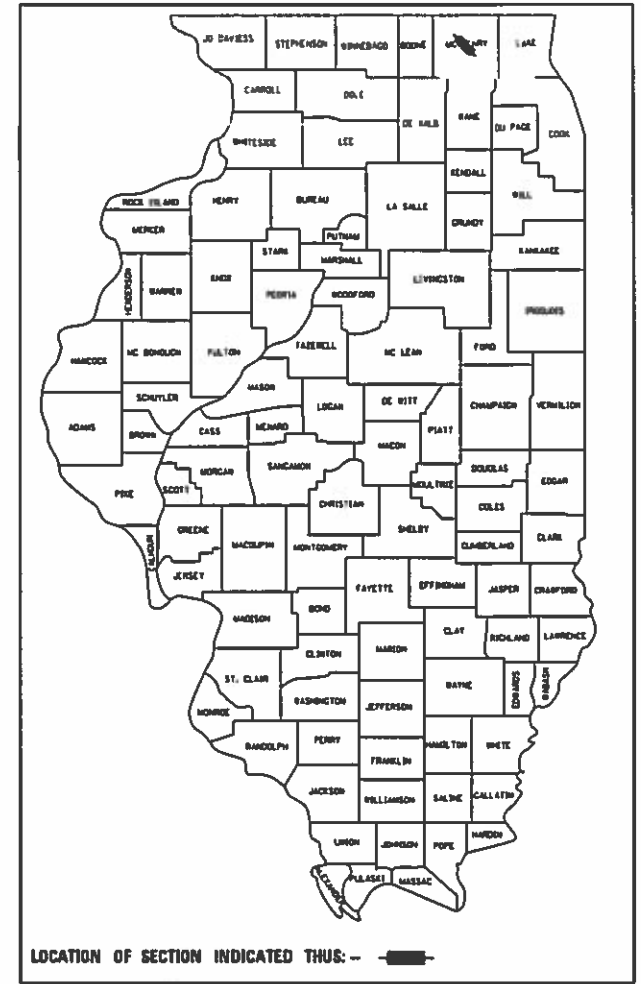 JO DAVIESS STEPHENSON WINNEBAGO BOONE LAKE
CARROLL OGLE DE KALB KANE DU PAGE COOK
WHITESIDE LEE
KENDALL WILL
ROCK ISLAND HENRY BUREAU LA SALLE GRUNDY
MERCER PUTNAM
STARK MARSHALL KANKAKEE
HENDERSON WARREN KNOX PEORIA WOODFORD LIVINGSTON IROQUOIS
HANCOCK MC DONOUGH FULTON TAZEWELL MC LEAN FORD
MASON
SCHUYLER LOGAN DE WITT CHAMPAIGN VERMILION
ADAMS BROWN CASS MENARD MACON PIATT
MORGAN SANGAMON DOUGLAS EDGAR
PIKE SCOTT CHRISTIAN MOULTRIE COLES
GREENE SHELBY
CALHOUN MACOUPIN MONTGOMERY CUMBERLAND CLARK
JERSEY FAYETTE EFFINGHAM JASPER CRAWFORD
MADISON BOND
CLAY RICHLAND LAWRENCE
CLINTON MARION
ST. CLAIR WAYNE EDWARDS WABASH
MONROE WASHINGTON JEFFERSON
RANDOLPH PERRY HAMILTON WHITE
FRANKLIN
JACKSON WILLIAMSON SALINE GALLATIN
UNION JOHNSON POPE HARDIN
ALEXANDER PULASKI MASSAC
LOCATION OF SECTION INDICATED THUS: -